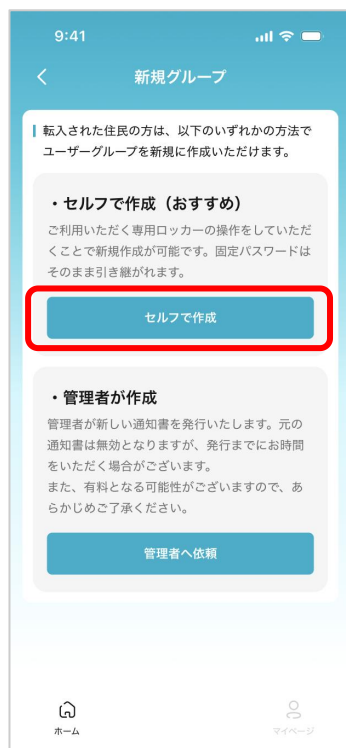 9:41
新規グループ
転入された住民の方は、以下のいずれかの方法で
ユーザーグループを新規に作成いただけます。
・セルフで作成（おすすめ）
ご利用いただく専用ロッカーの操作をしていただ
くことで新規作成が可能です。固定パスワードは
そのまま引き継がれます。
セルフで作成
・管理者が作成
管理者が新しい通知書を発行いたします。元の
通知書は無効となりますが、発行までにお時間
をいただく場合がございます。
また、有料となる可能性がございますので、あ
らかじめご了承ください。
管理者へ依頼
ホーム
マイページ